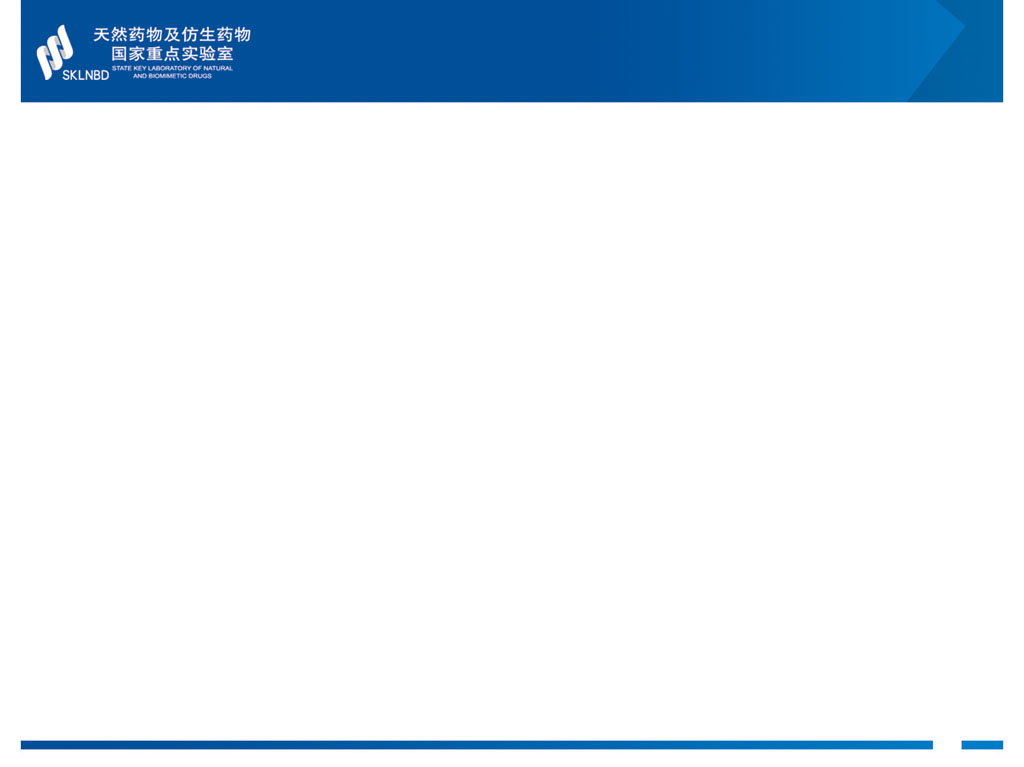 天然药物及仿生药物
国家重点实验室
SKLNBD
STATE KEY LABORATORY OF NATURAL
AND BIOMIMETIC DRUGS